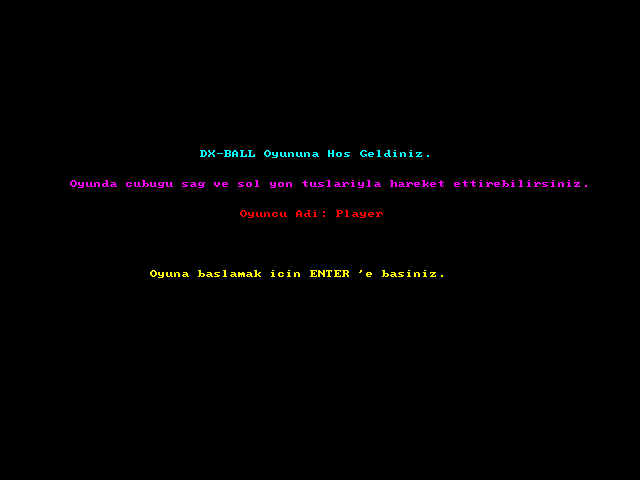 DX-BALL Oyununa Hos Geldiniz.
Oyunda cubugu sag ve sol yon tuslariyla hareket ettirebilirsiniz.
Oyuncu Adi: Player
Oyuna baslamak icin ENTER 'e basiniz.